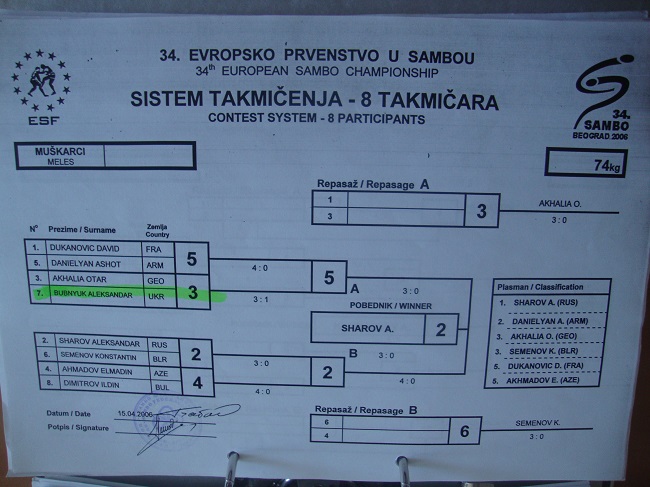 34. EVROPSKO PRVENSTVO U SAMBOU
34th EUROPEAN SAMBO CHAMPIONSHIP
SISTEM TAKMIČENJA - 8 TAKMIČARA
CONTEST SYSTEM - 8 PARTICIPANTS
ESF
34.
SAMBO
BEOGRAD 2006
MUŠKARCI
MELES
74kg
Repasaž / Repasage A
1
3
3
AKHALIA O.
3 : 0
No Prezime / Surname Zemlja Country
1. DUKANOVIC DAVID FRA
5. DANIELYAN ASHOT ARM
3. AKHALIA OTAR GEO
7. BUBNYUK ALEKSANDAR UKR
5
3
4 : 0
3 : 1
5
A
3 : 0
POBEDNIK / WINNER
SHAROV A. 2
3 : 0
2. SHAROV ALEKSANDAR RUS
6. SEMENOV KONSTANTIN BLR
4. AHMADOV ELMADIN AZE
8. DIMITROV ILDIN BUL
2
4
3 : 0
4 : 0
2
B
4 : 0
Plasman / Classification
1. SHAROV A. (RUS)
2. DANIELYAN A. (ARM)
3. AKHALIA O. (GEO)
3. SEMENOV K. (BLR)
5. DUKANOVIC D. (FRA)
5. AKHMADOV E. (AZE)
Datum / Date 15.04.2006
Potpis / Signature
Repasaž / Repasage B
6
4
6
SEMENOV K.
3 : 0